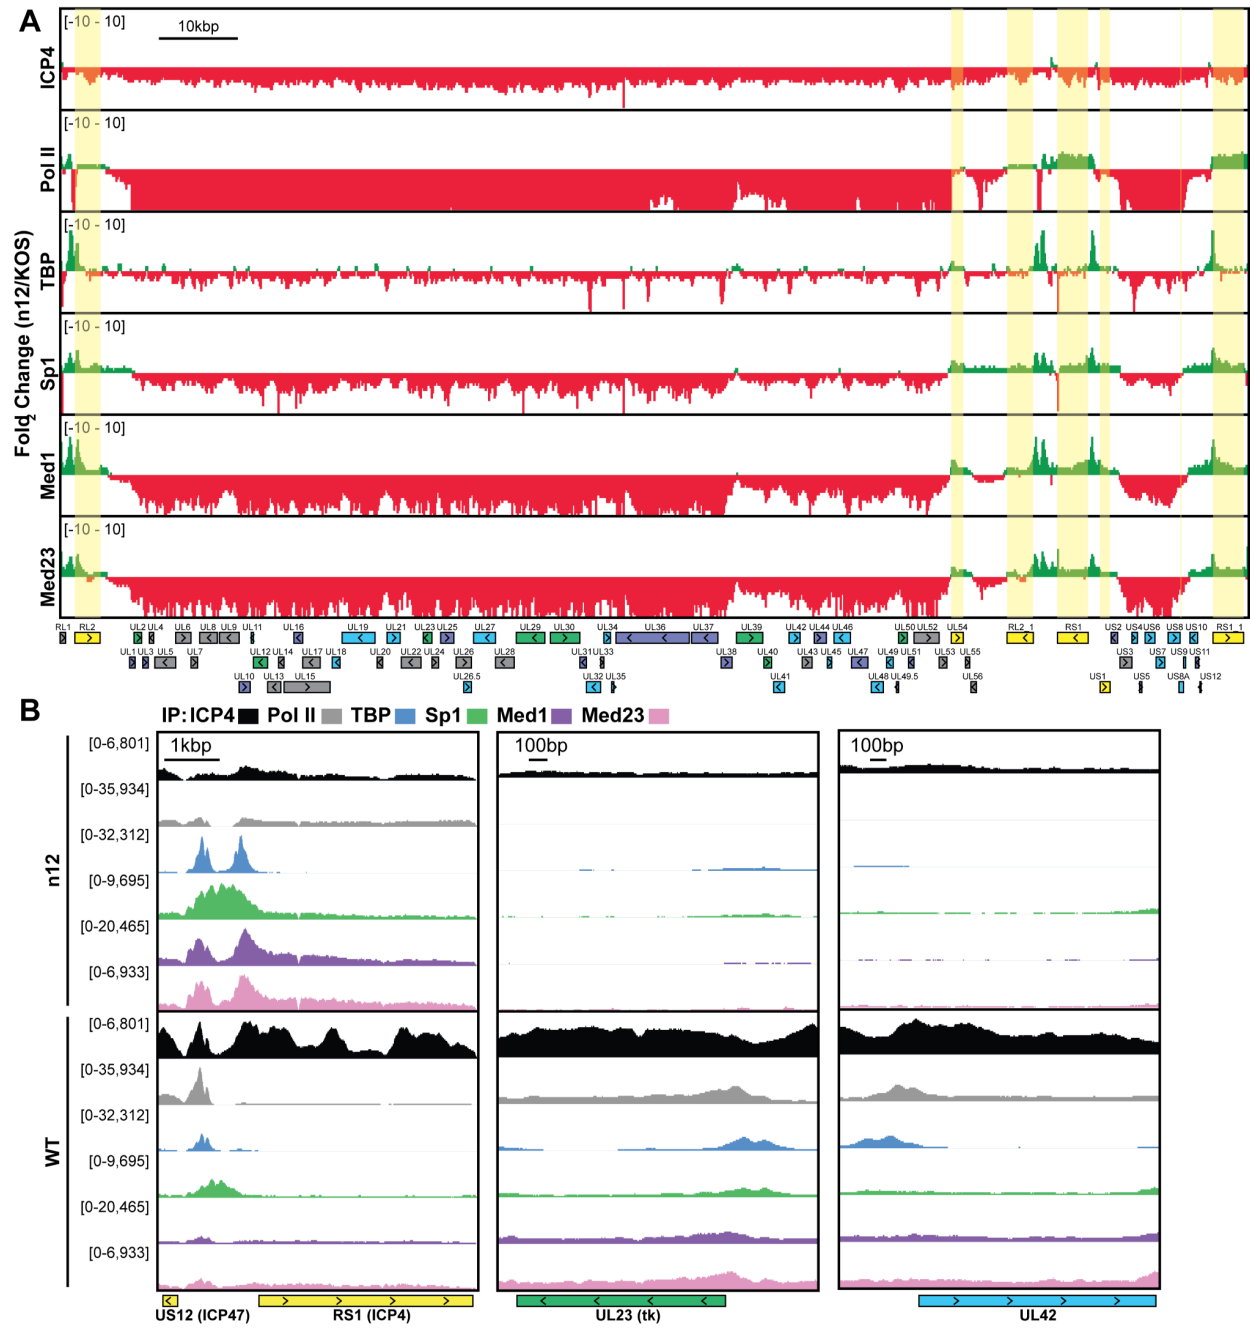 A
[-10 - 10]
10kbp
ICP4
[-10 - 10]
Pol II
[-10 - 10]
TBP
[-10 - 10]
Sp1
[-10 - 10]
Med1
[-10 - 10]
Med23
Fold2 Change (n12/KOS)
RL1 RL2 UL2 UL4 UL6 UL8 UL9 UL11 UL16 UL19 UL21 UL23 UL25 UL27 UL29 UL30 UL34 UL36 UL37 UL39 UL42 UL44 UL46 UL50 UL52 UL54 RL2_1 RS1 US2 US4 US6 US8 US10 RS1_1
UL1 UL3 UL5 UL7 UL12 UL14 UL17 UL18 UL20 UL22 UL24 UL26 UL28 UL31 UL33 UL38 UL40 UL43 UL45 UL47 UL49 UL51 UL53 UL55 US3 US7 US9 US11
UL10 UL13 UL15 UL26.5 UL32 UL35 UL41 UL48 UL49.5 UL56 US1 US5 US8A US12
B
IP: ICP4 Pol II TBP Sp1 Med1 Med23
n12
[0-6,801]
[0-35,934]
[0-32,312]
[0-9,695]
[0-20,465]
[0-6,933]
1kbp
100bp
100bp
WT
[0-6,801]
[0-35,934]
[0-32,312]
[0-9,695]
[0-20,465]
[0-6,933]
US12 (ICP47) RS1 (ICP4) UL23 (tk) UL42